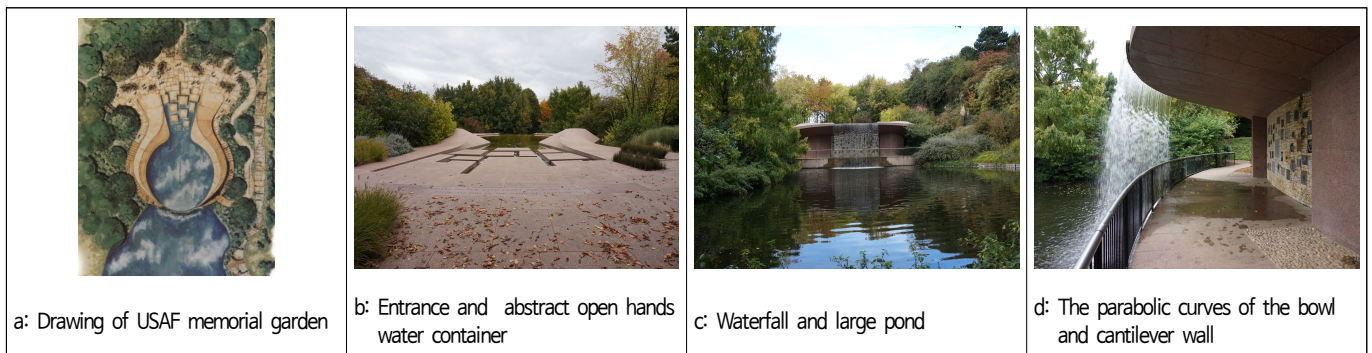 a: Drawing of USAF memorial garden
b: Entrance and abstract open hands
water container
c: Waterfall and large pond
d: The parabolic curves of the bowl
and cantilever wall